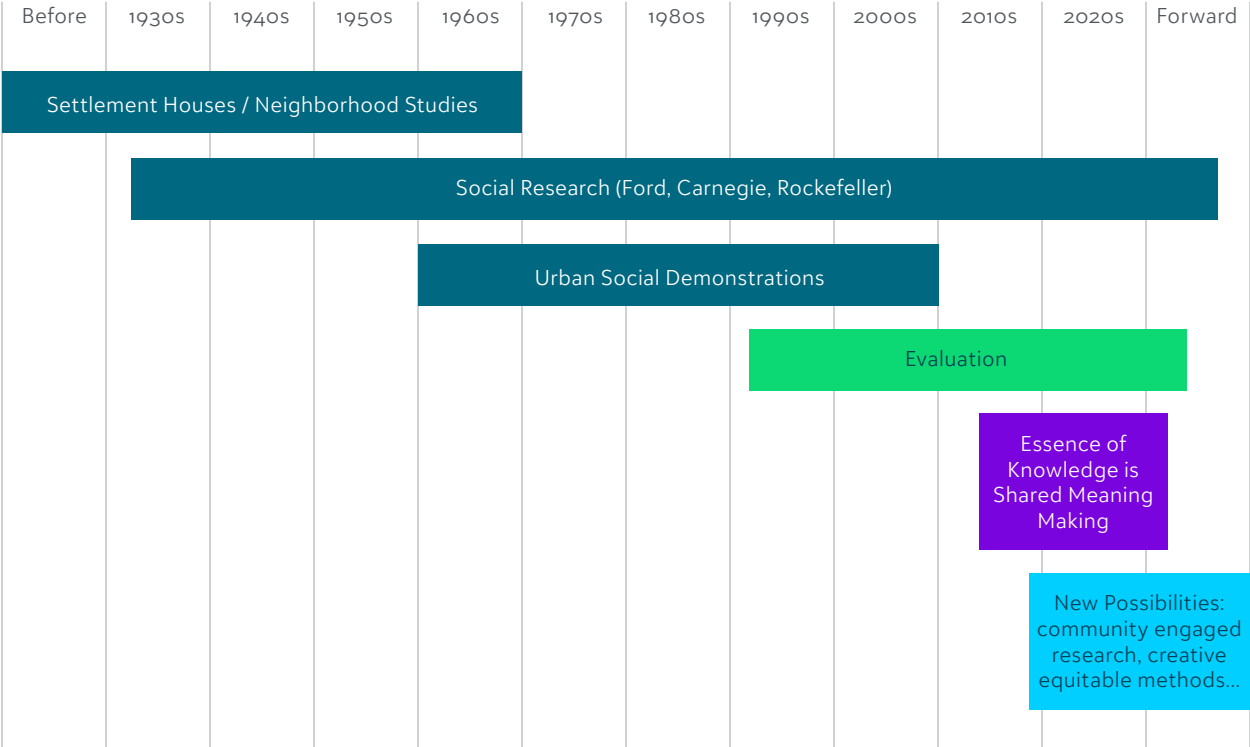 Before 1930s 1940s 1950s 1960s 1970s 1980s 1990s 2000s 2010s 2020s Forward
Settlement Houses / Neighborhood Studies
Social Research (Ford, Carnegie, Rockefeller)
Urban Social Demonstrations
Evaluation
Essence of
Knowledge is
Shared Meaning
Making
New Possibilities:
community engaged
research, creative
equitable methods...